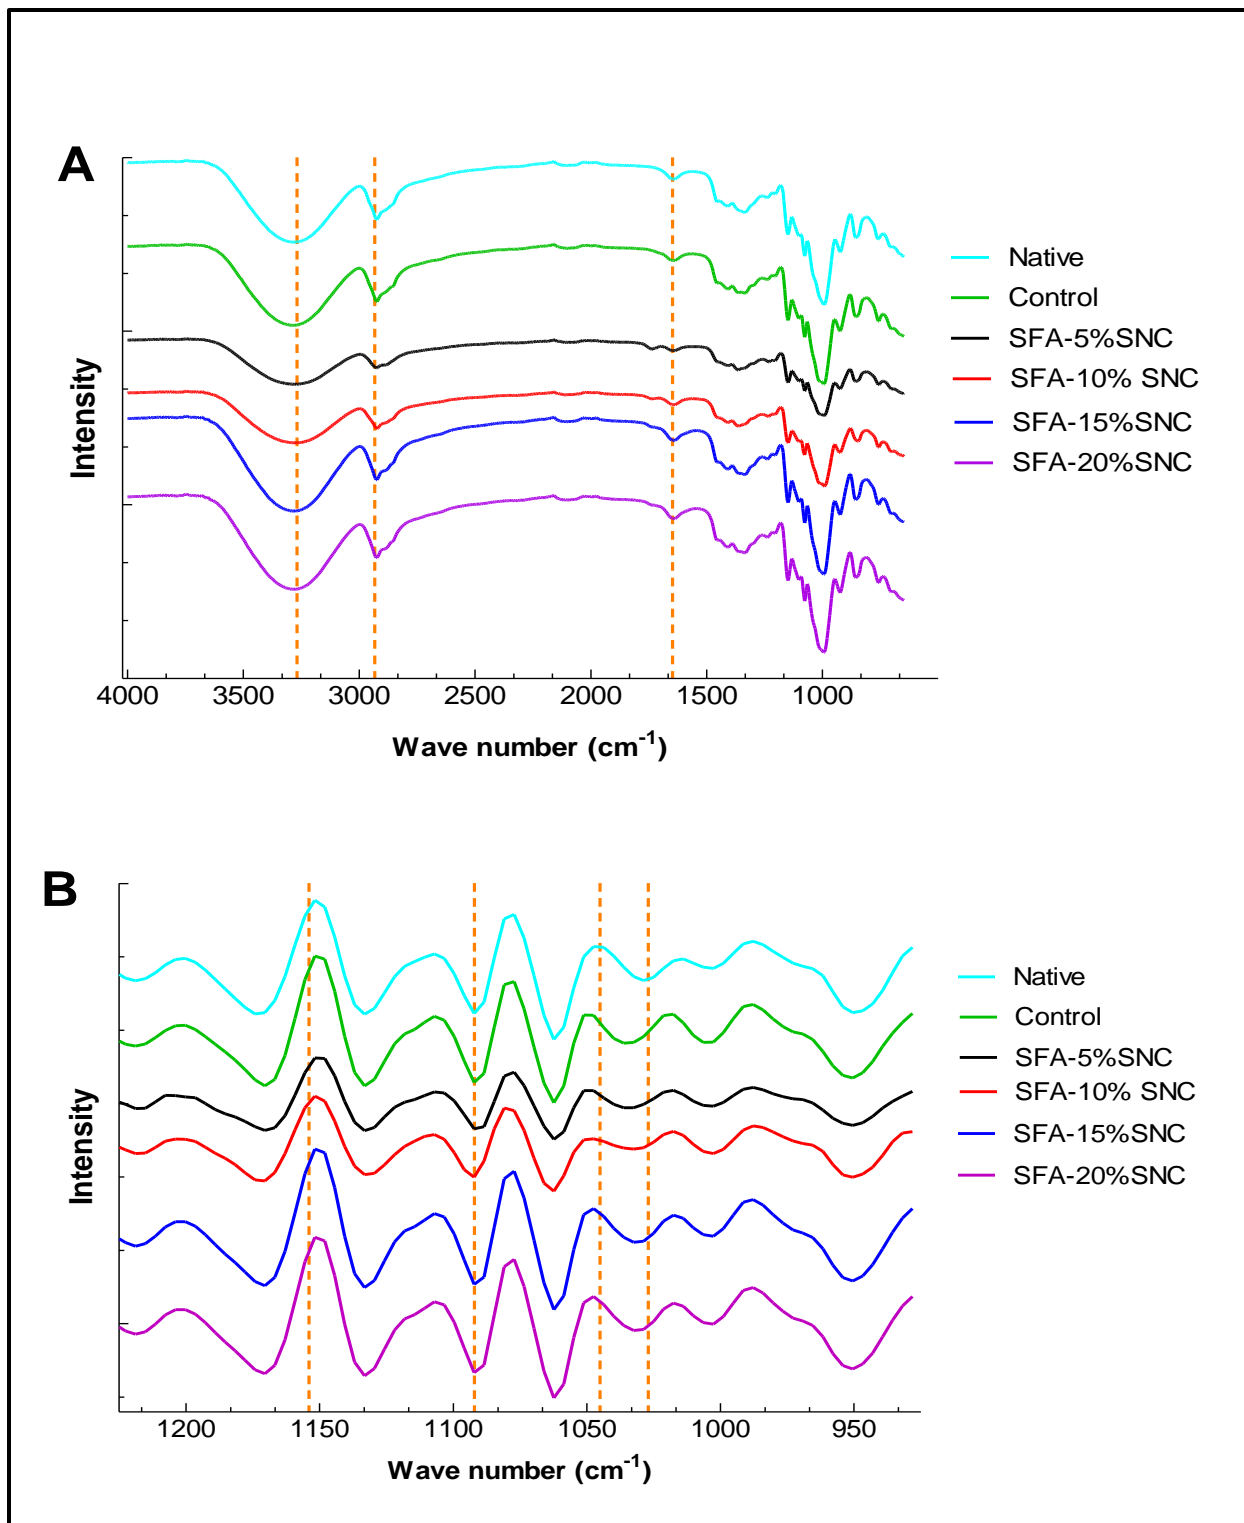 A
Intensity
Native
Control
SFA-5%SNC
SFA-10% SNC
SFA-15%SNC
SFA-20%SNC
4000 3500 3000 2500 2000 1500 1000
Wave number (cm-1)
B
Intensity
Native
Control
SFA-5%SNC
SFA-10% SNC
SFA-15%SNC
SFA-20%SNC
1200 1150 1100 1050 1000 950
Wave number (cm-1)